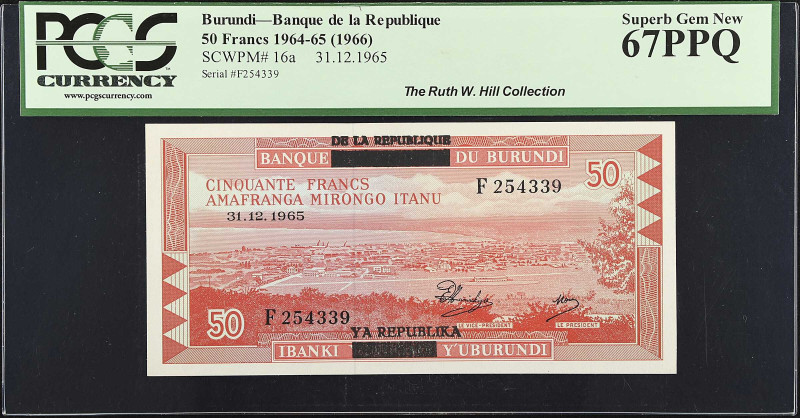 PCGS
CURRENCY
www.pcgscurrency.com
Burundi—Banque de la Republique
50 Francs 1964-65 (1966)
SCWPM# 16a 31.12.1965
Serial #F254339
The Ruth W. Hill Collection
Superb Gem New
67PPQ
DE LA REPUBLIQUE
BANQUE DU BURUNDI
CINQUANTE FRANCS
AMAFRANGA MIRONGO ITANU
31.12.1965
F 254339
50
50
F 254339
LE VICE-PRESIDENT LE PRESIDENT
YA REPUBLIKA
IBANKI Y'UBURUNDI